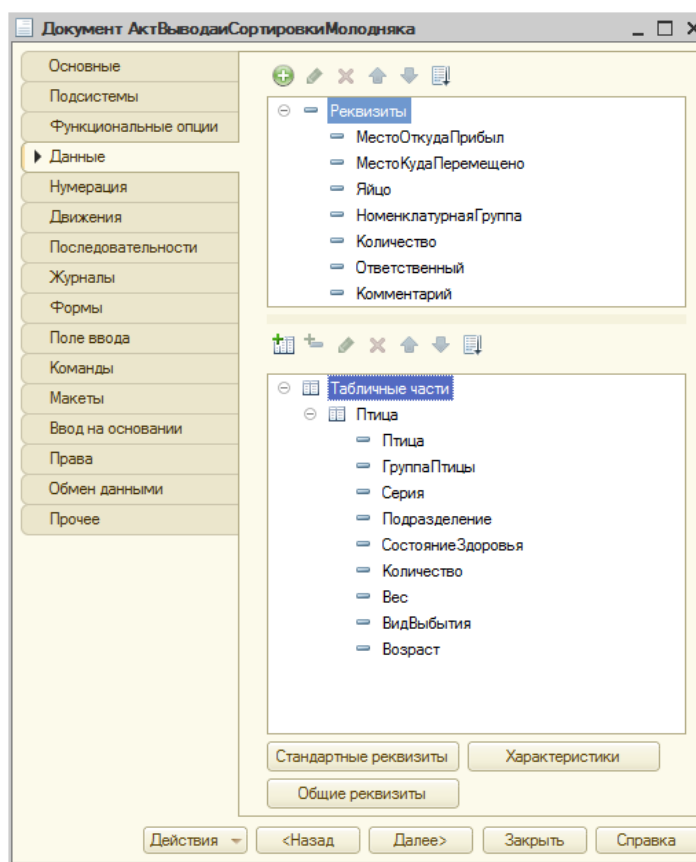 Документ АктВыводаиСортировкиМолодняка
Основные
Подсистемы
Функциональные опции
Данные
Нумерация
Движения
Последовательности
Журналы
Формы
Поле ввода
Команды
Макеты
Ввод на основании
Права
Обмен данными
Прочее
Реквизиты
МестоОткудаПрибыл
МестоКудаПеремещено
Яйцо
НоменклатурнаяГруппа
Количество
Ответственный
Комментарий
Табличные части
Птица
Птица
ГруппаПтицы
Серия
Подразделение
СостояниеЗдоровья
Количество
Вес
ВидВыбытия
Возраст
Стандартные реквизиты
Характеристики
Общие реквизиты
Действия
<Назад
Далее>
Закрыть
Справка